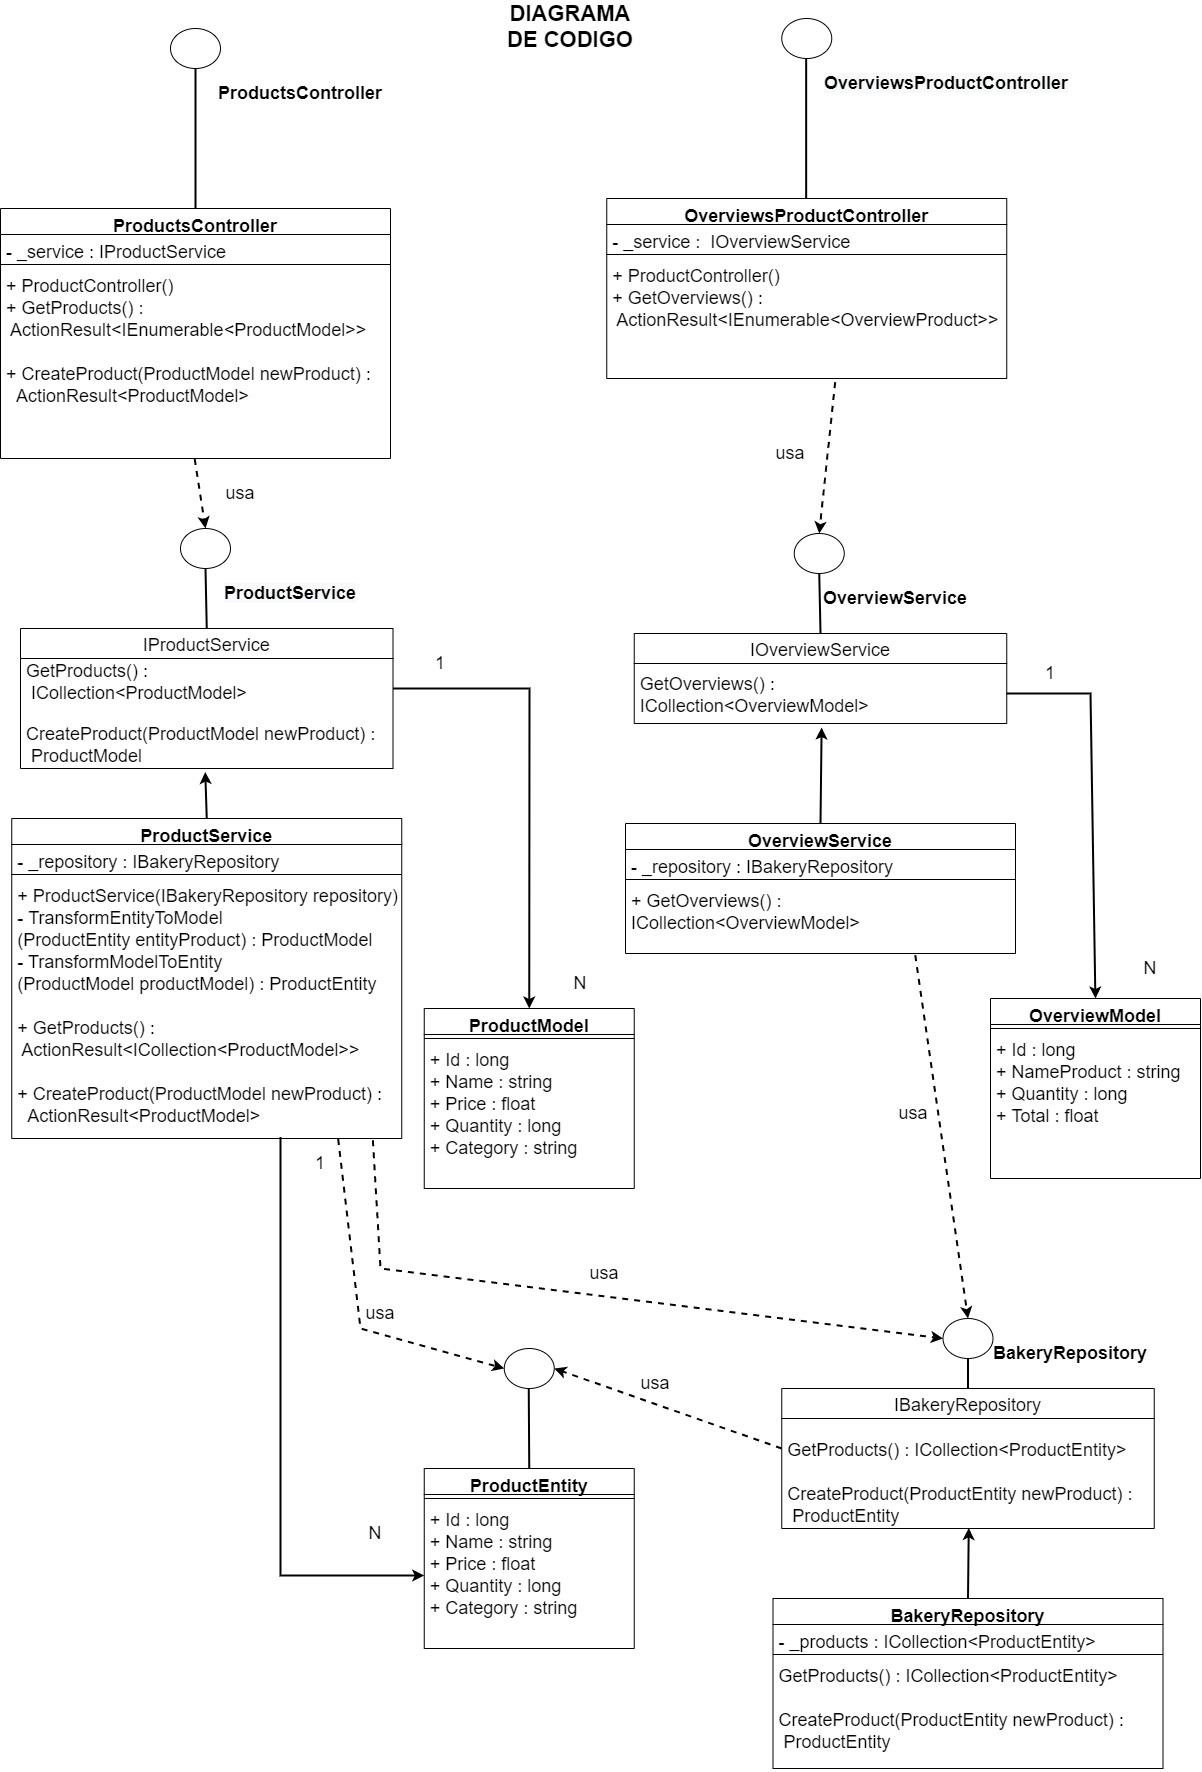 DIAGRAMA
DE CODIGO
ProductsController
ProductsController
- _service : IProductService
+ ProductController()
+ GetProducts() :
ActionResult<IEnumerable<ProductModel>>
+ CreateProduct(ProductModel newProduct) :
ActionResult<ProductModel>
usa
OverviewsProductController
OverviewsProductController
- _service :  IOverviewService
+ ProductController()
+ GetOverviews() :
ActionResult<IEnumerable<OverviewProduct>>
usa
ProductService
IProductService
GetProducts() :
ICollection<ProductModel>
CreateProduct(ProductModel newProduct) :
ProductModel
1
OverviewService
IOverviewService
GetOverviews() :
ICollection<OverviewModel>
1
ProductService
- _repository : IBakeryRepository
+ ProductService(IBakeryRepository repository)
- TransformEntityToModel
(ProductEntity entityProduct) : ProductModel
- TransformModelToEntity
(ProductModel productModel) : ProductEntity
+ GetProducts() :
ActionResult<ICollection<ProductModel>>
+ CreateProduct(ProductModel newProduct) :
ActionResult<ProductModel>
OverviewService
- _repository : IBakeryRepository
+ GetOverviews() :
ICollection<OverviewModel>
N
ProductModel
+ Id : long
+ Name : string
+ Price : float
+ Quantity : long
+ Category : string
N
OverviewModel
+ Id : long
+ NameProduct : string
+ Quantity : long
+ Total : float
usa
1
usa
usa
usa
BakeryRepository
IBakeryRepository
GetProducts() : ICollection<ProductEntity>
CreateProduct(ProductEntity newProduct) :
ProductEntity
N
ProductEntity
+ Id : long
+ Name : string
+ Price : float
+ Quantity : long
+ Category : string
BakeryRepository
- _products : ICollection<ProductEntity>
GetProducts() : ICollection<ProductEntity>
CreateProduct(ProductEntity newProduct) :
ProductEntity